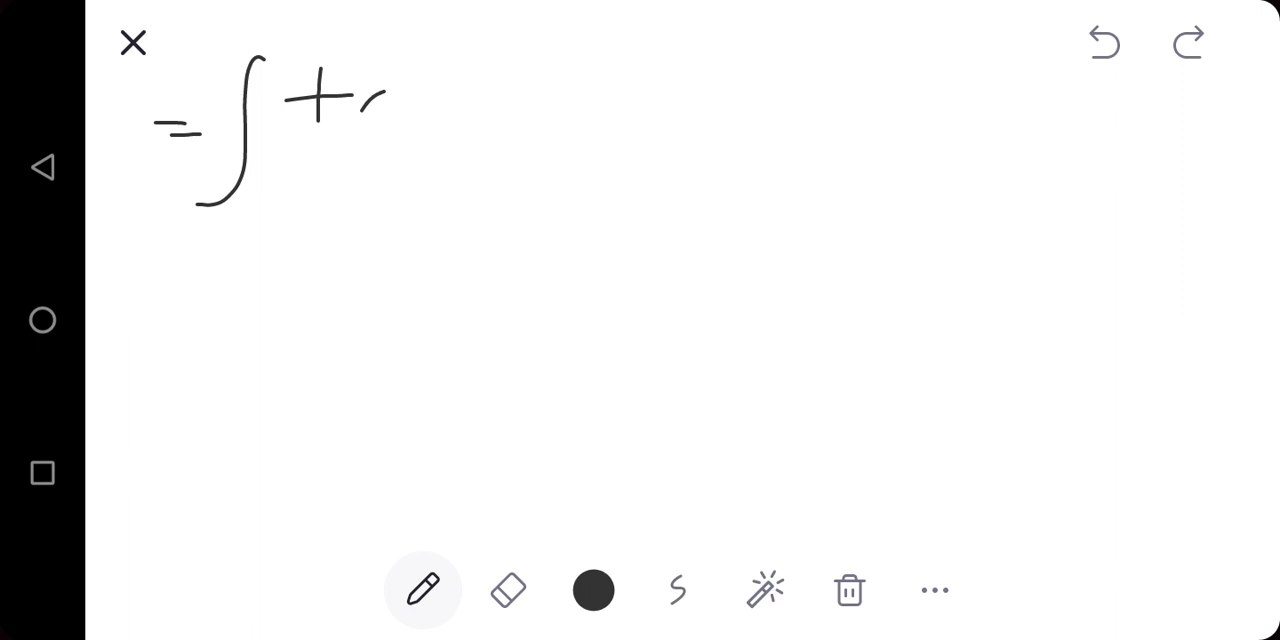 = ∫ +